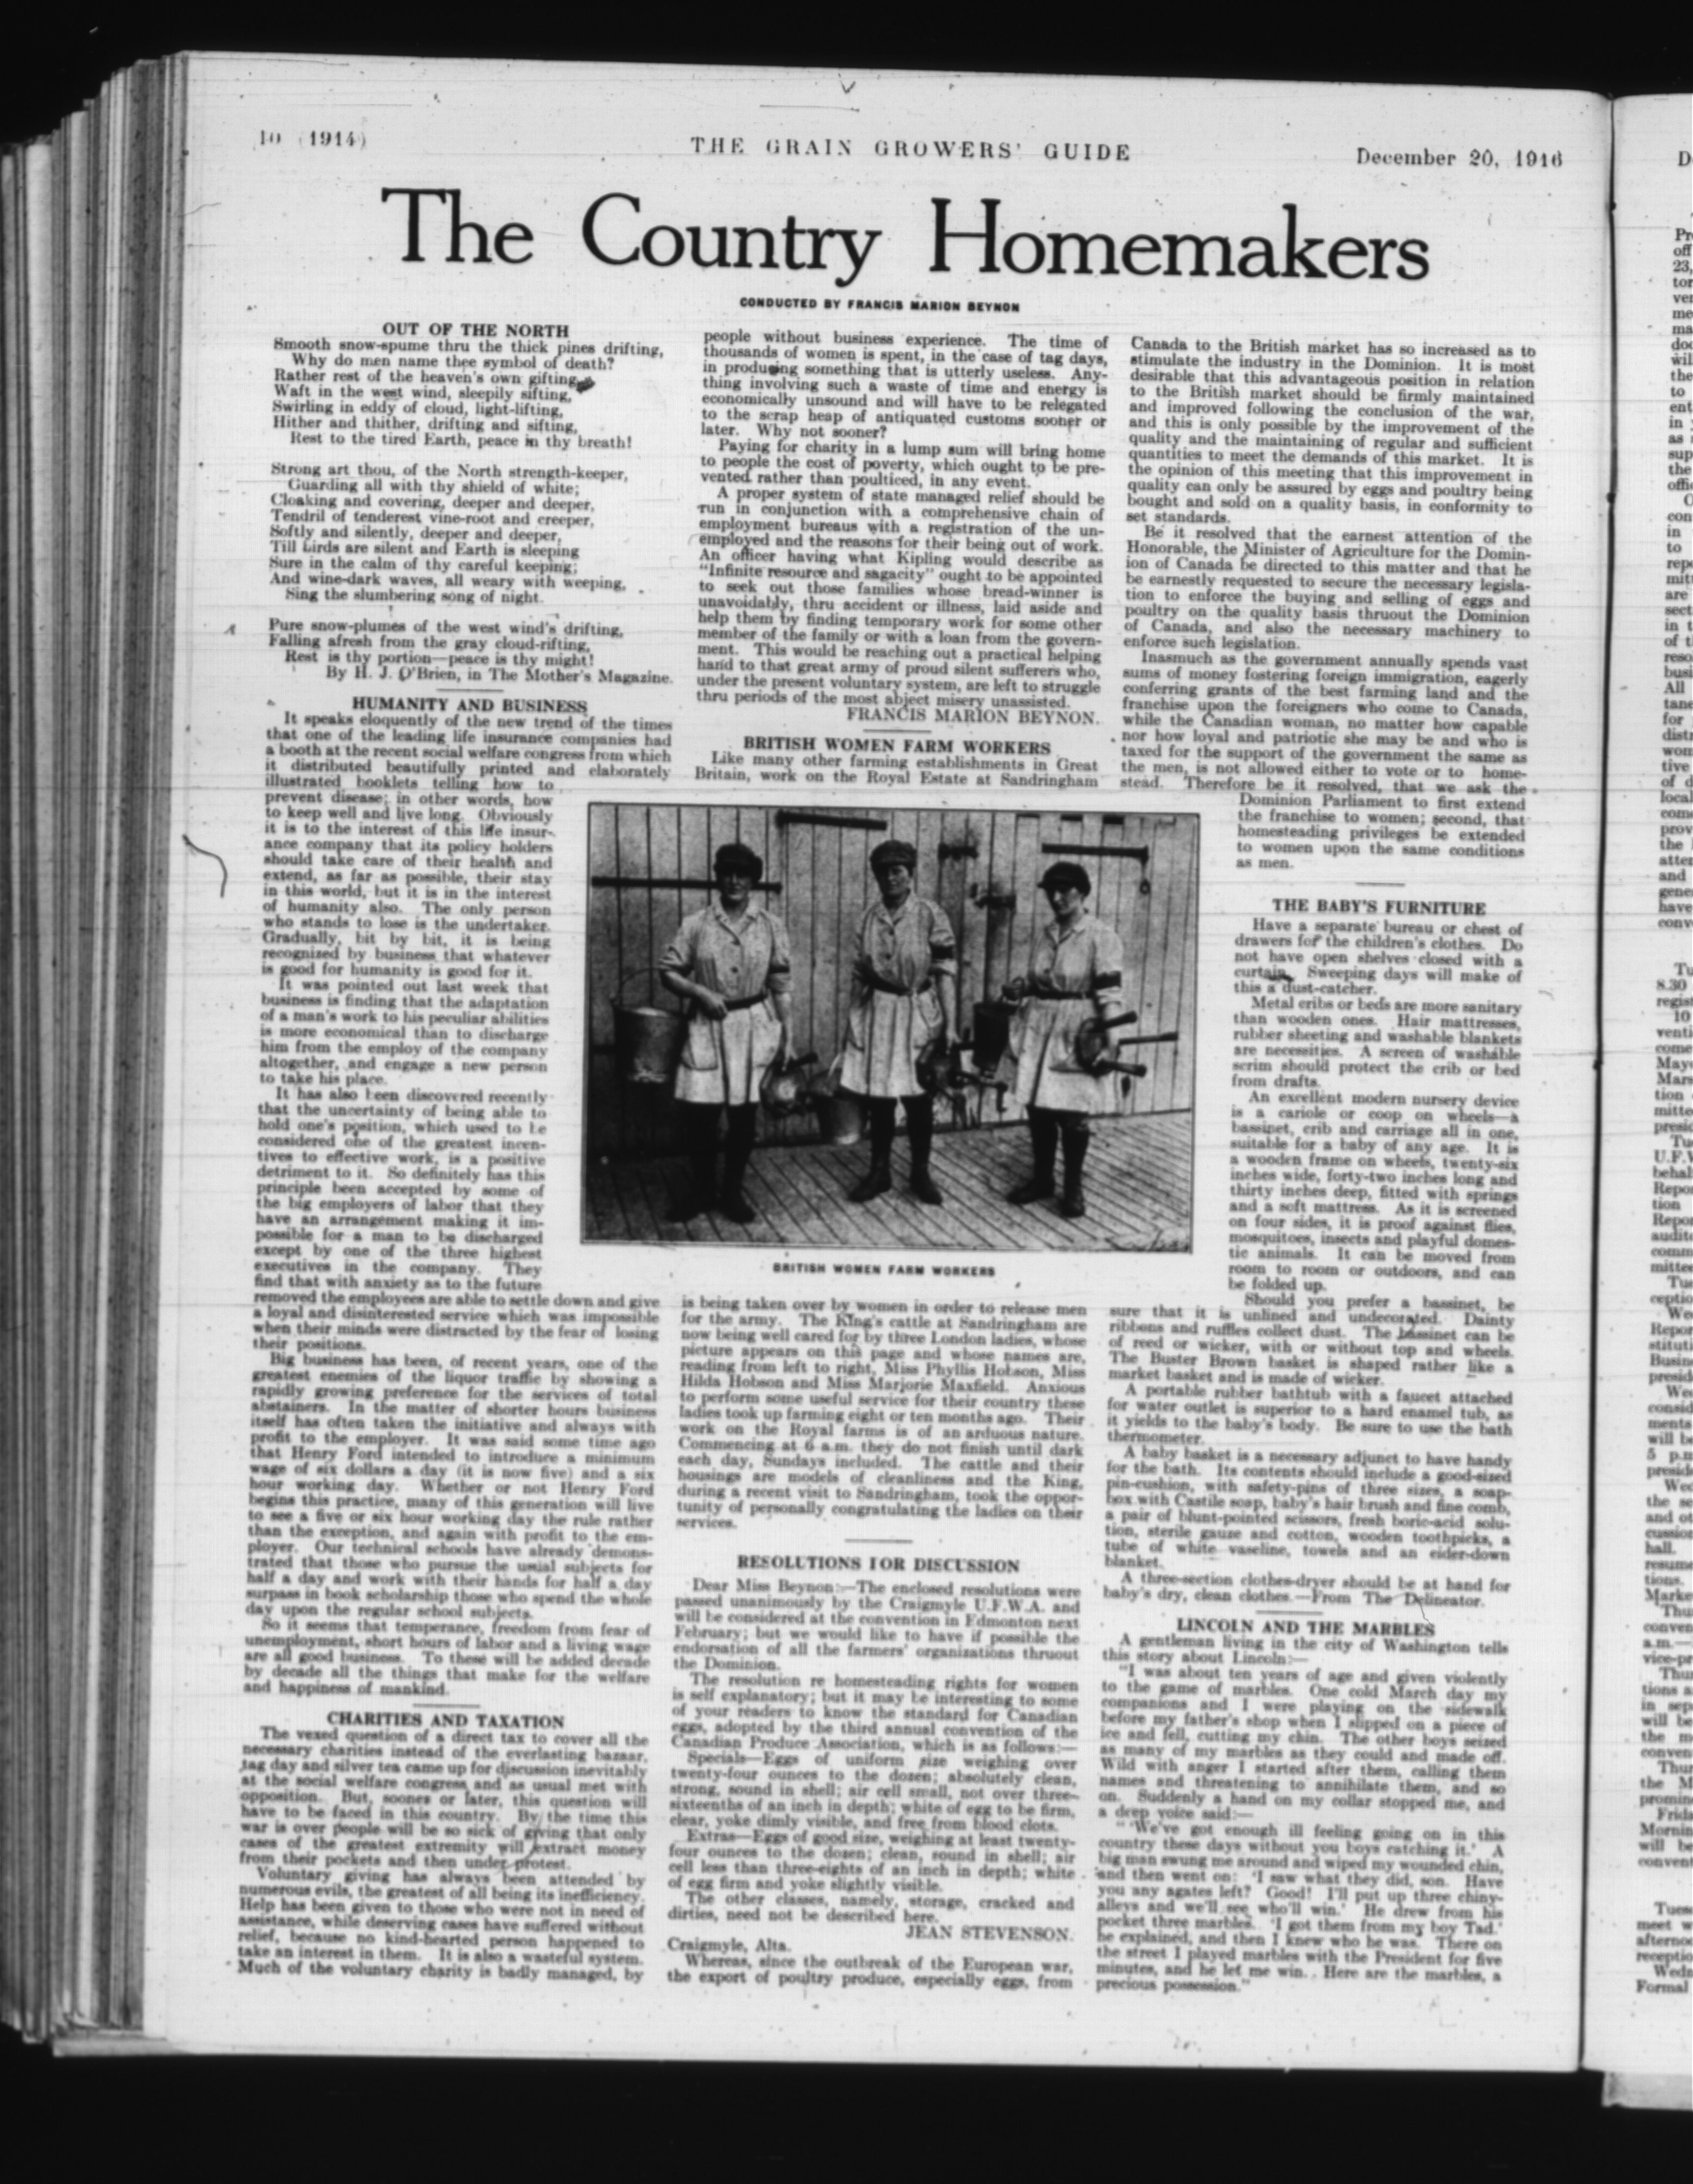 10 (1914)
THE GRAIN GROWERS' GUIDE
December 20, 1916
The Country Homemakers
CONDUCTED BY FRANCIS MARION BEYNON
OUT OF THE NORTH
Smooth snow-spume thru the thick pines drifting,
Why do men name thee symbol of death?
Rather rest of the heaven's own gifting,
Waft in the west wind, sleepily sifting,
Swirling in eddy of cloud, light-lifting,
Hither and thither, drifting and sifting,
Rest to the tired Earth, peace in thy breath!
Strong art thou, of the North strength-keeper,
Guarding all with thy shield of white;
Cloaking and covering, deeper and deeper,
Tendril of tenderest vine-root and creeper,
Softly and silently, deeper and deeper,
Till birds are silent and Earth is sleeping
Sure in the calm of thy careful keeping;
And wine-dark waves, all weary with weeping,
Sing the slumbering song of night.
Pure snow-plumes of the west wind's drifting,
Falling afresh from the gray cloud-rifting,
Rest is thy portion—peace is thy might!
By H. J. O'Brien, in The Mother's Magazine.
HUMANITY AND BUSINESS
It speaks eloquently of the new trend of the times
that one of the leading life insurance companies had
a booth at the recent social welfare congress from which
it distributed beautifully printed and elaborately
illustrated booklets telling how to
prevent disease; in other words, how
to keep well and live long. Obviously
it is to the interest of this life insur-
ance company that its policy holders
should take care of their health and
extend, as far as possible, their stay
in this world, but it is in the interest
of humanity also. The only person
who stands to lose is the undertaker.
Gradually, bit by bit, it is being
recognized by business that whatever
is good for humanity is good for it.
It was pointed out last week that
business is finding that the adaptation
of a man's work to his peculiar abilities
is more economical than to discharge
him from the employ of the company
altogether, and engage a new person
to take his place.
It has also been discovered recently
that the uncertainty of being able to
hold one's position, which used to be
considered one of the greatest incen-
tives to effective work, is a positive
detriment to it. So definitely has this
principle been accepted by some of
the big employers of labor that they
have an arrangement making it im-
possible for a man to be discharged
except by one of the three highest
executives in the company. They
find that with anxiety as to the future
removed the employees are able to settle down and give
a loyal and disinterested service which was impossible
when their minds were distracted by the fear of losing
their positions.
Big business has been, of recent years, one of the
greatest enemies of the liquor traffic by showing a
rapidly growing preference for the services of total
abstainers. In the matter of shorter hours business
itself has often taken the initiative and always with
profit to the employer. It was said some time ago
that Henry Ford intended to introduce a minimum
wage of six dollars a day (it is now five) and a six
hour working day. Whether or not Henry Ford
begins this practice, many of this generation will live
to see a five or six hour working day the rule rather
than the exception, and again with profit to the em-
ployer. Our technical schools have already demons-
trated that those who pursue the usual subjects for
half a day and work with their hands for half a day
surpass in book scholarship those who spend the whole
day upon the regular school subjects.
So it seems that temperance, freedom from fear of
unemployment, short hours of labor and a living wage
are all good business. To these will be added decade
by decade all the things that make for the welfare
and happiness of mankind.
CHARITIES AND TAXATION
The vexed question of a direct tax to cover all the
necessary charities instead of the everlasting bazaar,
tag day and silver tea came up for discussion inevitably
at the social welfare congress and as usual met with
opposition. But, sooner or later, this question will
have to be faced in this country. By the time this
war is over people will be so sick of giving that only
cases of the greatest extremity will extract money
from their pockets and then under protest.
Voluntary giving has always been attended by
numerous evils, the greatest of all being its inefficiency.
Help has been given to those who were not in need of
assistance, while deserving cases have suffered without
relief, because no kind-hearted person happened to
take an interest in them. It is also a wasteful system.
Much of the voluntary charity is badly managed, by
people without business experience. The time of
thousands of women is spent, in the case of tag days,
in producing something that is utterly useless. Any-
thing involving such a waste of time and energy is
economically unsound and will have to be relegated
to the scrap heap of antiquated customs sooner or
later. Why not sooner?
Paying for charity in a lump sum will bring home
to people the cost of poverty, which ought to be pre-
vented rather than poulticed, in any event.
A proper system of state managed relief should be
run in conjunction with a comprehensive chain of
employment bureaus with a registration of the un-
employed and the reasons for their being out of work.
An officer having what Kipling would describe as
"Infinite resource and sagacity" ought to be appointed
to seek out those families whose bread-winner is
unavoidably, thru accident or illness, laid aside and
help them by finding temporary work for some other
member of the family or with a loan from the govern-
ment. This would be reaching out a practical helping
hand to that great army of proud silent sufferers who,
under the present voluntary system, are left to struggle
thru periods of the most abject misery unassisted.
FRANCIS MARION BEYNON.
BRITISH WOMEN FARM WORKERS
Like many other farming establishments in Great
Britain, work on the Royal Estate at Sandringham
BRITISH WOMEN FARM WORKERS
is being taken over by women in order to release men
for the army. The King's cattle at Sandringham are
now being well cared for by three London ladies, whose
picture appears on this page and whose names are,
reading from left to right, Miss Phyllis Hobson, Miss
Hilda Hobson and Miss Marjorie Maxfield. Anxious
to perform some useful service for their country these
ladies took up farming eight or ten months ago. Their
work on the Royal farms is of an arduous nature.
Commencing at 6 a.m. they do not finish until dark
each day, Sundays included. The cattle and their
housings are models of cleanliness and the King,
during a recent visit to Sandringham, took the oppor-
tunity of personally congratulating the ladies on their
services.
RESOLUTIONS FOR DISCUSSION
Dear Miss Beynon:—The enclosed resolutions were
passed unanimously by the Craigmyle U.F.W.A. and
will be considered at the convention in Edmonton next
February; but we would like to have if possible the
endorsation of all the farmers' organizations thruout
the Dominion.
The resolution re homesteading rights for women
is self explanatory; but it may be interesting to some
of your readers to know the standard for Canadian
eggs, adopted by the third annual convention of the
Canadian Produce Association, which is as follows:—
Specials—Eggs of uniform size weighing over
twenty-four ounces to the dozen; absolutely clean,
strong, sound in shell; air cell small, not over three-
sixteenths of an inch in depth; white of egg to be firm,
clear, yoke dimly visible, and free from blood clots.
Extras—Eggs of good size, weighing at least twenty-
four ounces to the dozen; clean, sound in shell; air
cell less than three-eights of an inch in depth; white
of egg firm and yoke slightly visible.
The other classes, namely, storage, cracked and
dirties, need not be described here.
JEAN STEVENSON.
Craigmyle, Alta.
Whereas, since the outbreak of the European war,
the export of poultry produce, especially eggs, from
Canada to the British market has so increased as to
stimulate the industry in the Dominion. It is most
desirable that this advantageous position in relation
to the British market should be firmly maintained
and improved following the conclusion of the war,
and this is only possible by the improvement of the
quality and the maintaining of regular and sufficient
quantities to meet the demands of this market. It is
the opinion of this meeting that this improvement in
quality can only be assured by eggs and poultry being
bought and sold on a quality basis, in conformity to
set standards.
Be it resolved that the earnest attention of the
Honorable, the Minister of Agriculture for the Domin-
ion of Canada be directed to this matter and that he
be earnestly requested to secure the necessary legisla-
tion to enforce the buying and selling of eggs and
poultry on the quality basis thruout the Dominion
of Canada, and also the necessary machinery to
enforce such legislation.
Inasmuch as the government annually spends vast
sums of money fostering foreign immigration, eagerly
conferring grants of the best farming land and the
franchise upon the foreigners who come to Canada,
while the Canadian woman, no matter how capable
nor how loyal and patriotic she may be and who is
taxed for the support of the government the same as
the men, is not allowed either to vote or to home-
stead. Therefore be it resolved, that we ask the
Dominion Parliament to first extend
the franchise to women; second, that
homesteading privileges be extended
to women upon the same conditions
as men.
THE BABY'S FURNITURE
Have a separate bureau or chest of
drawers for the children's clothes. Do
not have open shelves closed with a
curtain. Sweeping days will make of
this a dust-catcher.
Metal cribs or beds are more sanitary
than wooden ones. Hair mattresses,
rubber sheeting and washable blankets
are necessities. A screen of washable
scrim should protect the crib or bed
from drafts.
An excellent modern nursery device
is a cariole or coop on wheels—a
bassinet, crib and carriage all in one,
suitable for a baby of any age. It is
a wooden frame on wheels, twenty-six
inches wide, forty-two inches long and
thirty inches deep, fitted with springs
and a soft mattress. As it is screened
on four sides, it is proof against flies,
mosquitoes, insects and playful domes-
tic animals. It can be moved from
room to room or outdoors, and can
be folded up.
Should you prefer a bassinet, be
sure that it is unlined and undecorated. Dainty
ribbons and ruffles collect dust. The bassinet can be
of reed or wicker, with or without top and wheels.
The Buster Brown basket is shaped rather like a
market basket and is made of wicker.
A portable rubber bathtub with a faucet attached
for water outlet is superior to a hard enamel tub, as
it yields to the baby's body. Be sure to use the bath
thermometer.
A baby basket is a necessary adjunct to have handy
for the bath. Its contents should include a good-sized
pin-cushion, with safety-pins of three sizes, a soap-
box with Castile soap, baby's hair brush and fine comb,
a pair of blunt-pointed scissors, fresh boric-acid solu-
tion, sterile gauze and cotton, wooden toothpicks, a
tube of white vaseline, towels and an eider-down
blanket.
A three-section clothes-dryer should be at hand for
baby's dry, clean clothes.—From The Delineator.
LINCOLN AND THE MARBLES
A gentleman living in the city of Washington tells
this story about Lincoln:—
"I was about ten years of age and given violently
to the game of marbles. One cold March day my
companions and I were playing on the sidewalk
before my father's shop when I slipped on a piece of
ice and fell, cutting my chin. The other boys seized
as many of my marbles as they could and made off.
Wild with anger I started after them, calling them
names and threatening to annihilate them, and so
on. Suddenly a hand on my collar stopped me, and
a deep voice said:—
"'We've got enough ill feeling going on in this
country these days without you boys catching it.' A
big man swung me around and wiped my wounded chin,
and then went on: 'I saw what they did, son. Have
you any agates left? Good! I'll put up three chiny-
alleys and we'll see who'll win.' He drew from his
pocket three marbles. 'I got them from my boy Tad.'
he explained, and then I knew who he was. There on
the street I played marbles with the President for five
minutes, and he let me win. Here are the marbles, a
precious possession."